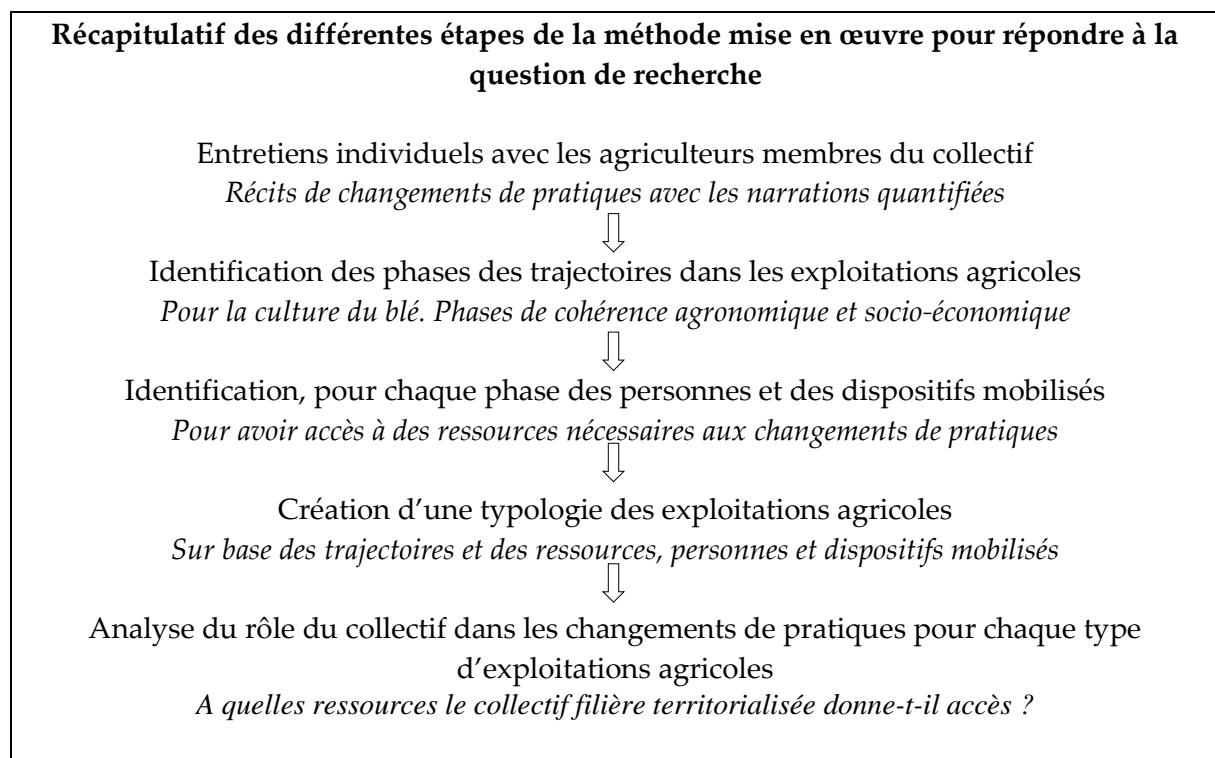 Récapitulatif des différentes étapes de la méthode mise en œuvre pour répondre à la
question de recherche
Entretiens individuels avec les agriculteurs membres du collectif
Récits de changements de pratiques avec les narrations quantifiées
Identification des phases des trajectoires dans les exploitations agricoles
Pour la culture du blé. Phases de cohérence agronomique et socio-économique
Identification, pour chaque phase des personnes et des dispositifs mobilisés
Pour avoir accès à des ressources nécessaires aux changements de pratiques
Création d'une typologie des exploitations agricoles
Sur base des trajectoires et des ressources, personnes et dispositifs mobilisés
Analyse du rôle du collectif dans les changements de pratiques pour chaque type
d'exploitations agricoles
A quelles ressources le collectif filière territorialisée donne-t-il accès ?